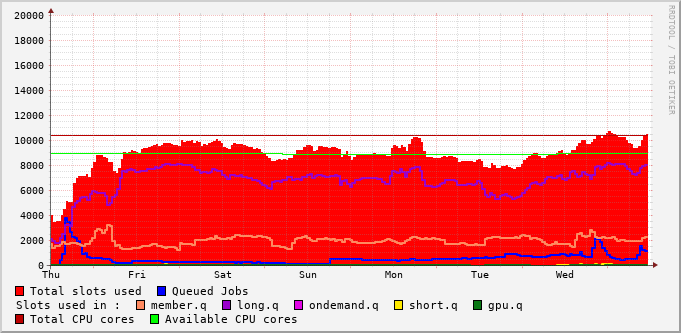 20000
18000
16000
14000
12000
10000
8000
6000
4000
2000
0
Thu Fri Sat Sun Mon Tue Wed
RRDTOOL / TOBI OETIKER
Total slots used Queued Jobs
Slots used in : member.q long.q ondemand.q short.q gpu.q
Total CPU cores Available CPU cores